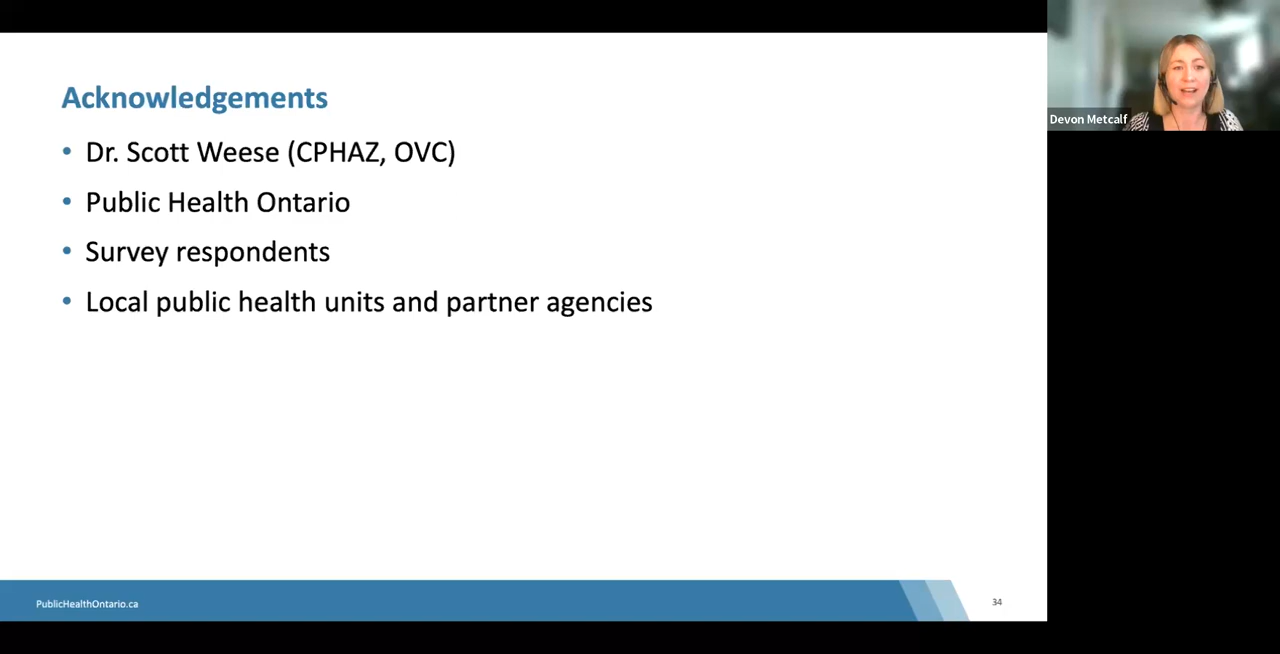 Acknowledgements
• Dr. Scott Weese (CPHAZ, OVC)
• Public Health Ontario
• Survey respondents
• Local public health units and partner agencies
PublicHealthOntario.ca
34
Devon Metcalf